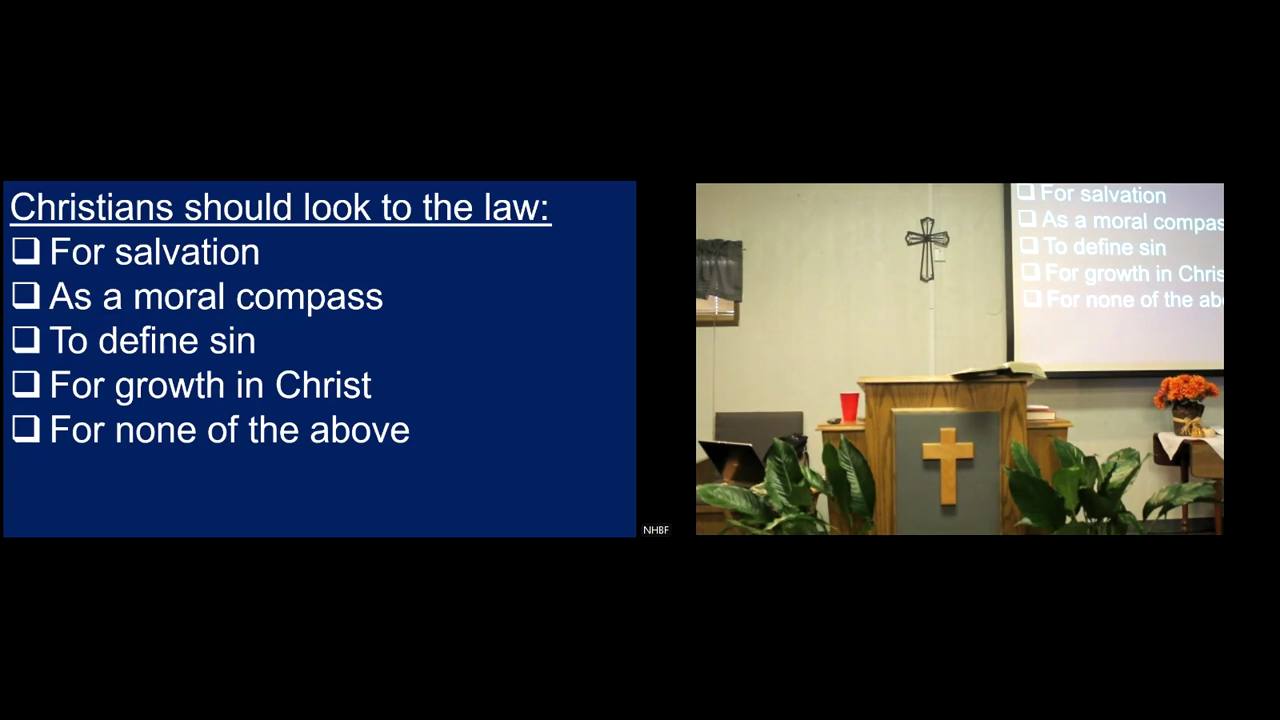 Christians should look to the law:
❑ For salvation
❑ As a moral compass
❑ To define sin
❑ For growth in Christ
❑ For none of the above
NHBF
❑ For salvation
❑ As a moral compas
❑ To define sin
❑ For growth in Chris
❑ For none of the abo